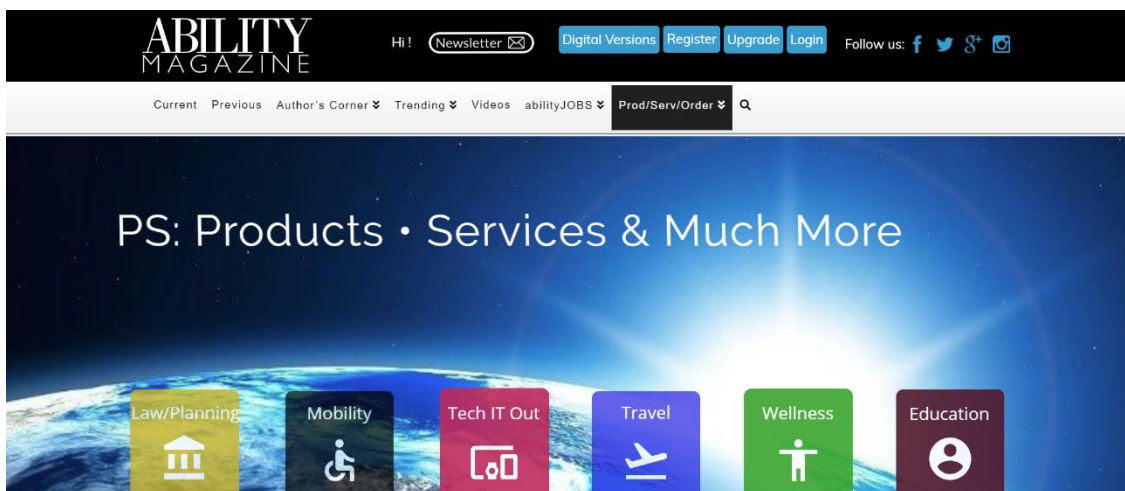 ABILITY
MAGAZINE
Hi !
Newsletter
Digital Versions
Register
Upgrade
Login
Follow us:
Current Previous Author's Corner Trending Videos abilityJOBS Prod/Serv/Order
PS: Products • Services & Much More
Law/Planning
Mobility
Tech IT Out
Travel
Wellness
Education